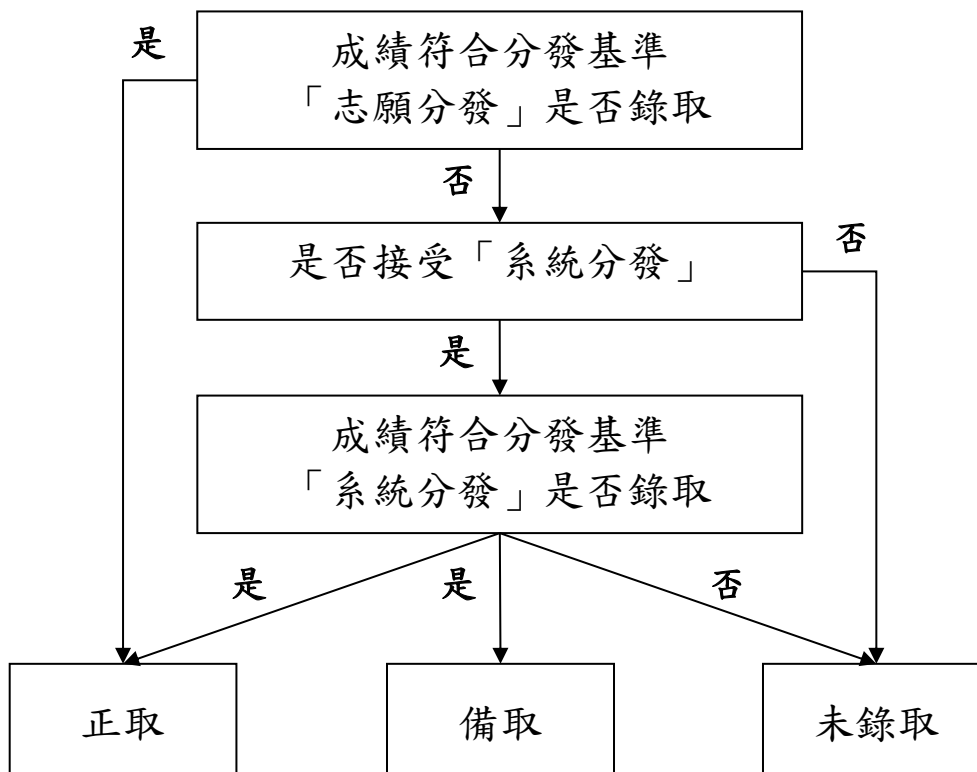 是
成績符合分發基準
「志願分發」是否錄取
否
是否接受「系統分發」
否
是
成績符合分發基準
「系統分發」是否錄取
是
是
否
正取
備取
未錄取